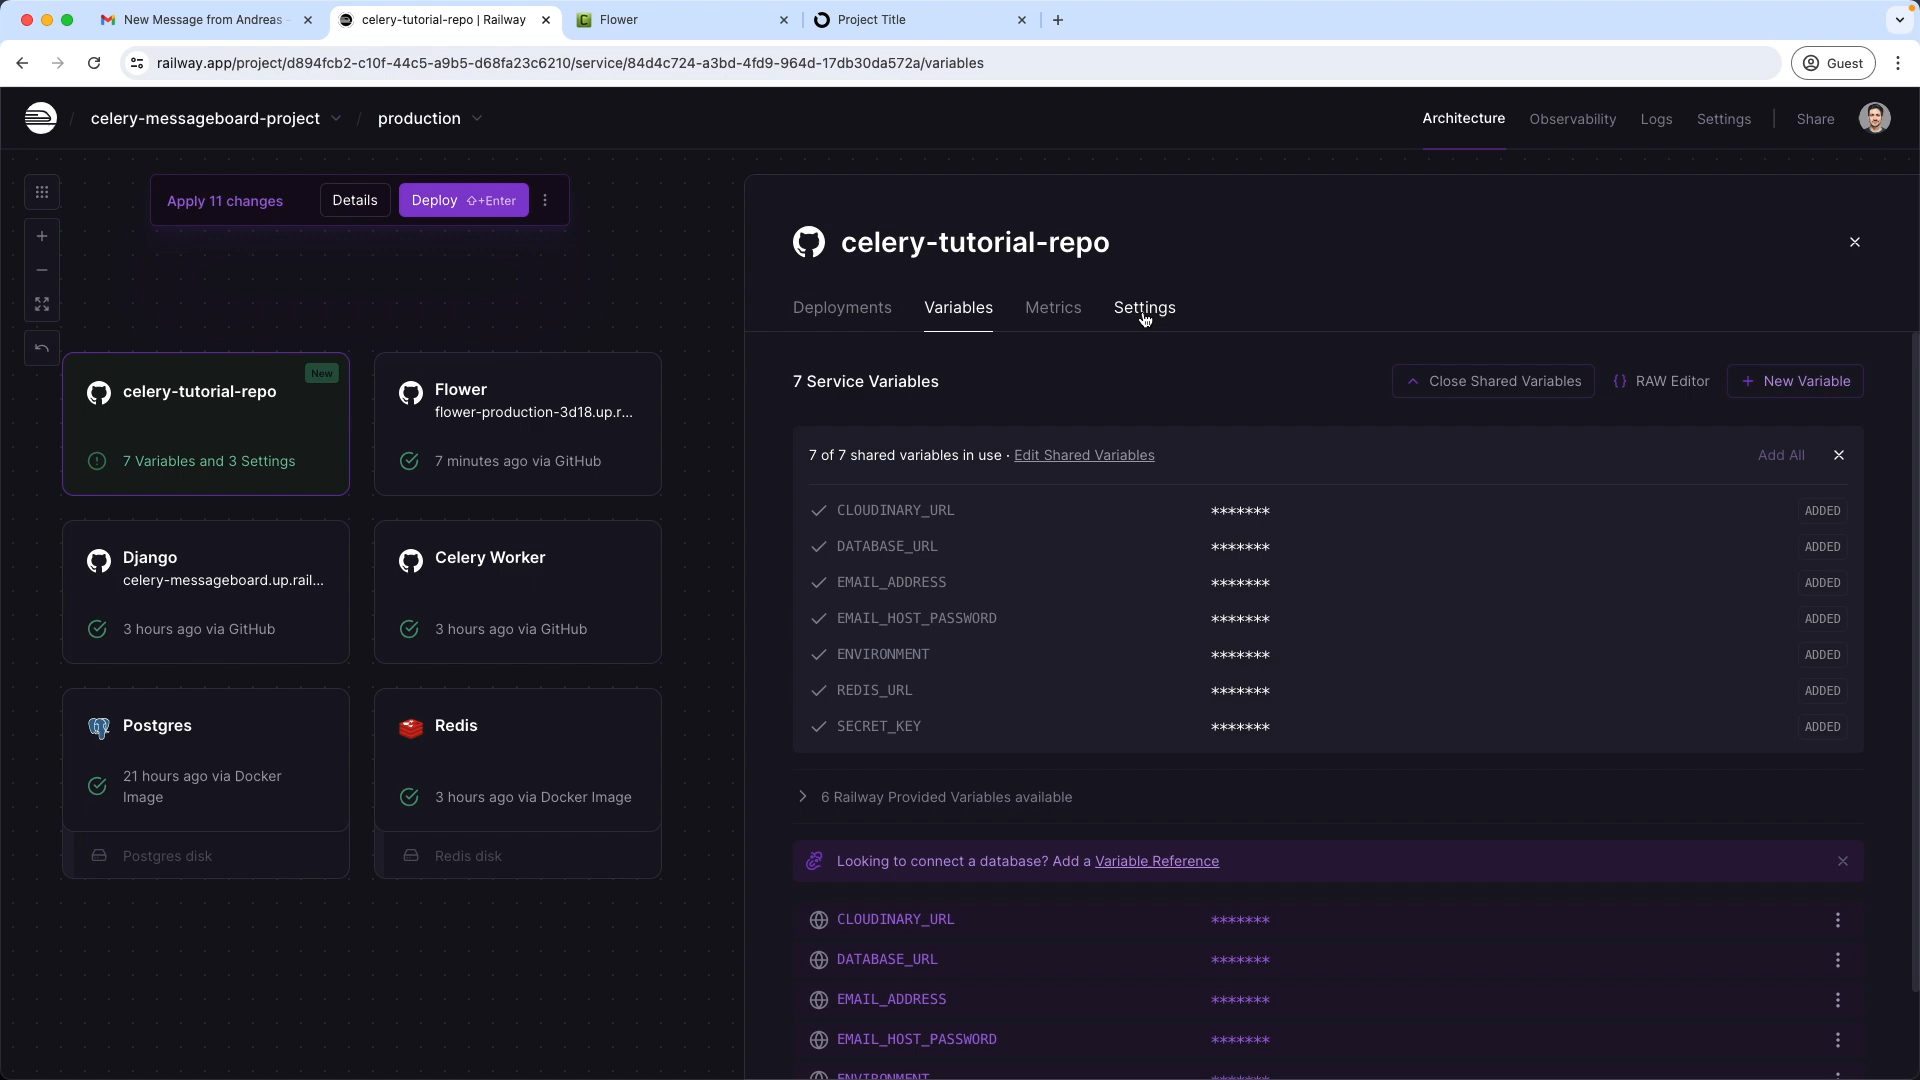 New Message from Andreas
celery-tutorial-repo | Railway
Flower
Project Title
railway.app/project/d894fcb2-c10f-44c5-a9b5-d68fa23c6210/service/84d4c724-a3bd-4fd9-964d-17db30da572a/variables
Guest
celery-messageboard-project / production
Architecture
Observability
Logs
Settings
Share
Apply 11 changes
Details
Deploy ⇧+Enter
celery-tutorial-repo
New
7 Variables and 3 Settings
Flower
flower-production-3d18.up.r...
7 minutes ago via GitHub
Django
celery-messageboard.up.rail...
3 hours ago via GitHub
Celery Worker
3 hours ago via GitHub
Postgres
21 hours ago via Docker
Image
Postgres disk
Redis
3 hours ago via Docker Image
Redis disk
celery-tutorial-repo
Deployments
Variables
Metrics
Settings
7 Service Variables
Close Shared Variables
{} RAW Editor
+ New Variable
7 of 7 shared variables in use · Edit Shared Variables
Add All
CLOUDINARY_URL ******* ADDED
DATABASE_URL ******* ADDED
EMAIL_ADDRESS ******* ADDED
EMAIL_HOST_PASSWORD ******* ADDED
ENVIRONMENT ******* ADDED
REDIS_URL ******* ADDED
SECRET_KEY ******* ADDED
6 Railway Provided Variables available
Looking to connect a database? Add a Variable Reference
CLOUDINARY_URL *******
DATABASE_URL *******
EMAIL_ADDRESS *******
EMAIL_HOST_PASSWORD *******
ENVIRONMENT *******